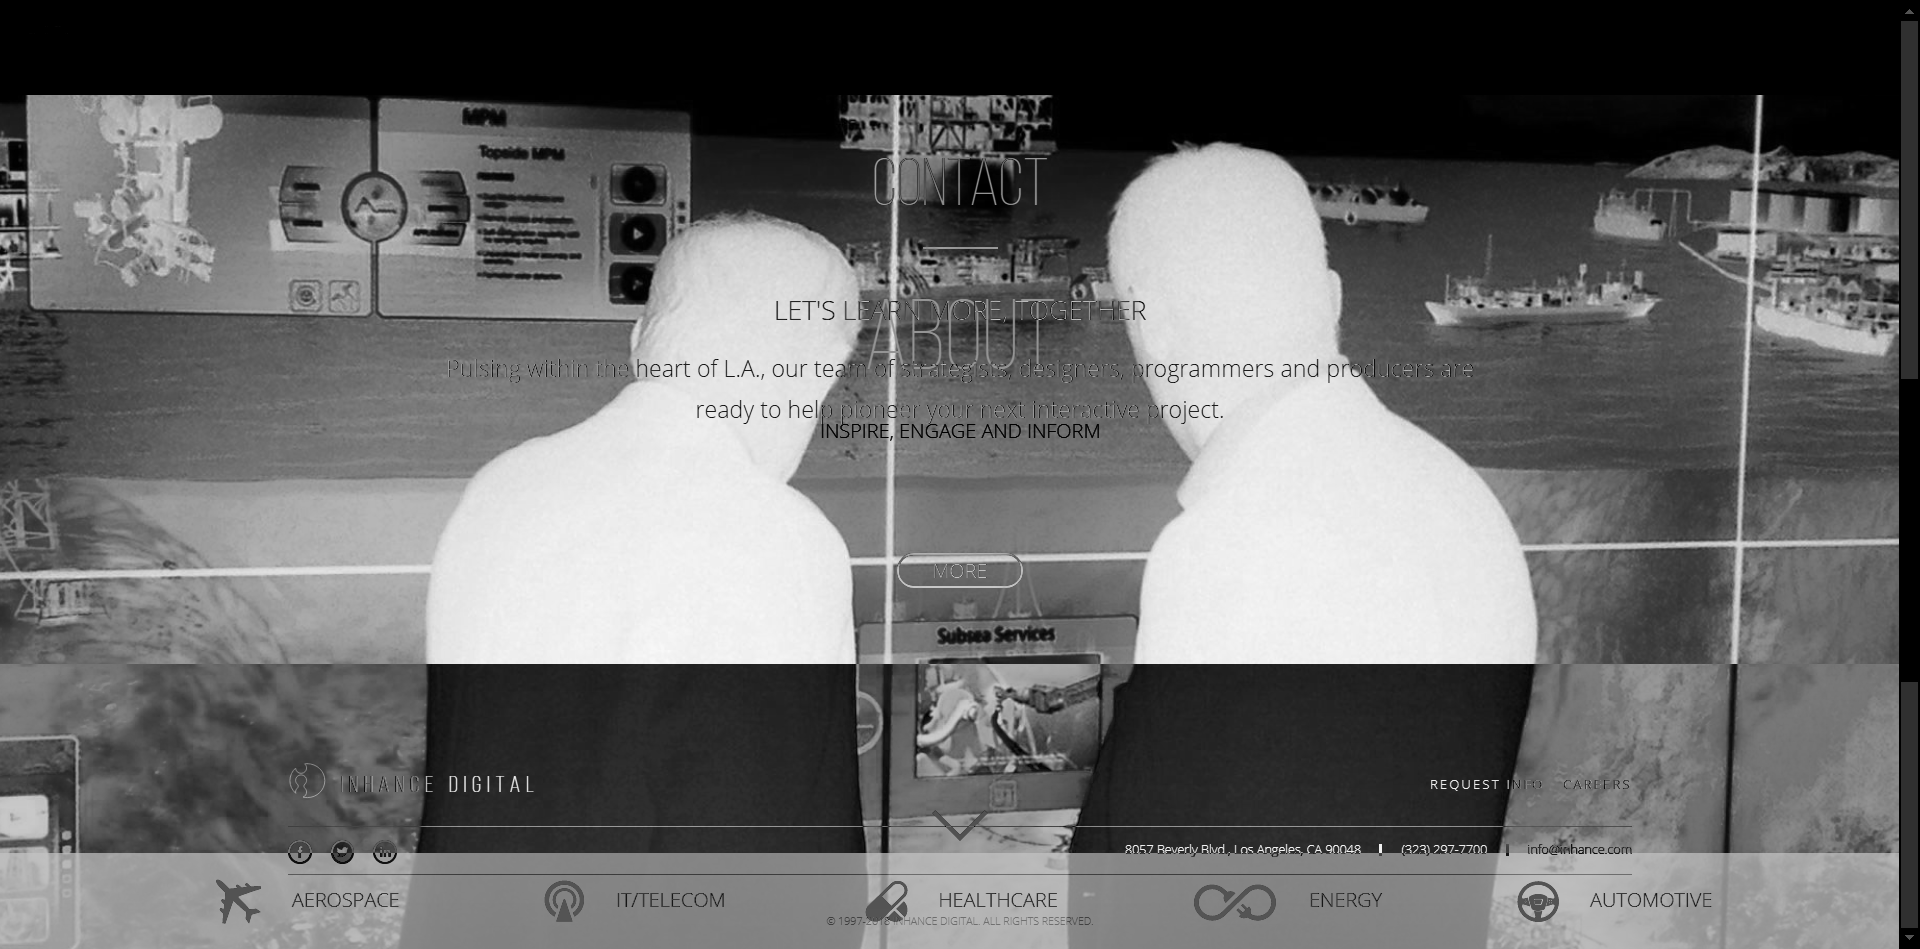 MPM
Topside MPM
CONTACT
LET'S LEARN MORE, TOGETHER
ABOUT
Pulsing within the heart of L.A., our team of strategists, designers, programmers and producers are
ready to help pioneer your next interactive project.
INSPIRE, ENGAGE AND INFORM
MORE
Subsea Services
INHANCE DIGITAL
REQUEST INFO CAREERS
8057 Beverly Blvd., Los Angeles, CA 90048 | (323) 297-7700 | info@inhance.com
AEROSPACE IT/TELECOM HEALTHCARE ENERGY AUTOMOTIVE
© 1997-2018 INHANCE DIGITAL. ALL RIGHTS RESERVED.